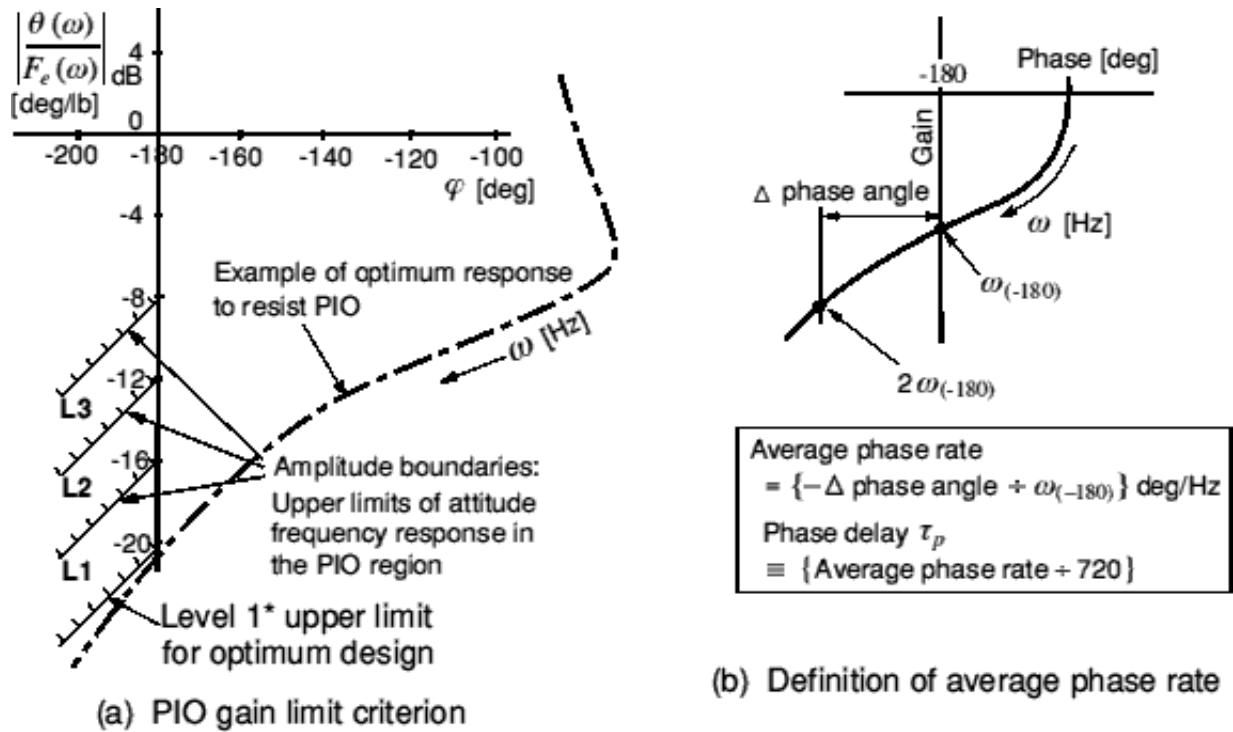 |θ(ω)/F_e(ω)| dB
[deg/lb]
4
0
-200
-180
-160
-140
-120
-100
φ [deg]
-4
Example of optimum response
to resist PIO
-8
ω [Hz]
-12
L3
-16
L2
Amplitude boundaries:
Upper limits of attitude
frequency response in
the PIO region
-20
L1
Level 1* upper limit
for optimum design
(a) PIO gain limit criterion
Phase [deg]
-180
Gain
Δ phase angle
ω [Hz]
ω(-180)
2ω(-180)
Average phase rate
= {-Δ phase angle ÷ ω(-180)} deg/Hz
Phase delay τp
≡ {Average phase rate ÷ 720}
(b) Definition of average phase rate